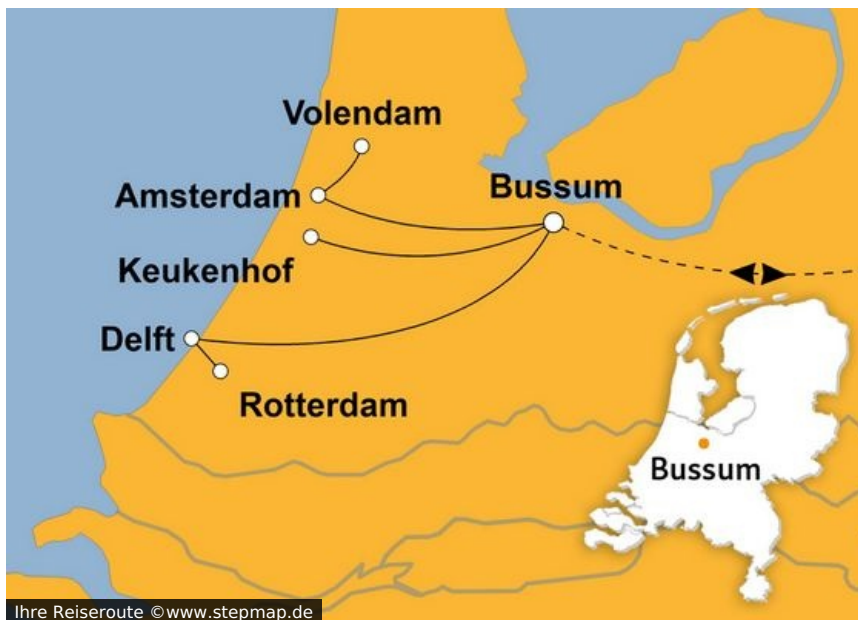 Volendam
Amsterdam
Bussum
Keukenhof
Delft
Rotterdam
Bussum
Ihre Reiseroute ©www.stepmap.de